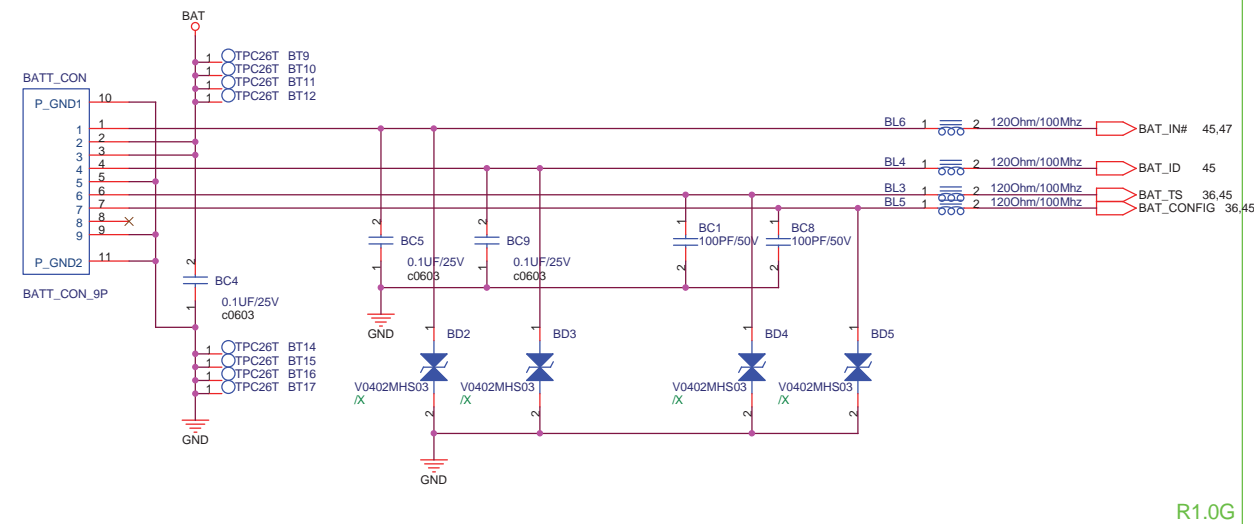 BAT
1 TPC26T BT9
1 TPC26T BT10
1 TPC26T BT11
1 TPC26T BT12
BATT_CON
P_GND1 10
1 1
2 2
3 3
4 4
5 5
6 6
7 7
8 8
9 9
P_GND2 11
BATT_CON_9P
BL6 1 2 120Ohm/100Mhz BAT_IN# 45,47
BL4 1 2 120Ohm/100Mhz BAT_ID 45
BL3 1 2 120Ohm/100Mhz BAT_TS 36,45
BL5 1 2 120Ohm/100Mhz BAT_CONFIG 36,45
2 BC4 1
0.1UF/25V
c0603
2 BC5 1
0.1UF/25V
c0603
2 BC9 1
0.1UF/25V
c0603
1 BC1 2
100PF/50V
1 BC8 2
100PF/50V
GND
1 TPC26T BT14
1 TPC26T BT15
1 TPC26T BT16
1 TPC26T BT17
GND
1 BD2
V0402MHS03
/X
2
1 BD3
V0402MHS03
/X
2
1 BD4
V0402MHS03
/X
2
1 BD5
V0402MHS03
/X
2
GND
R1.0G